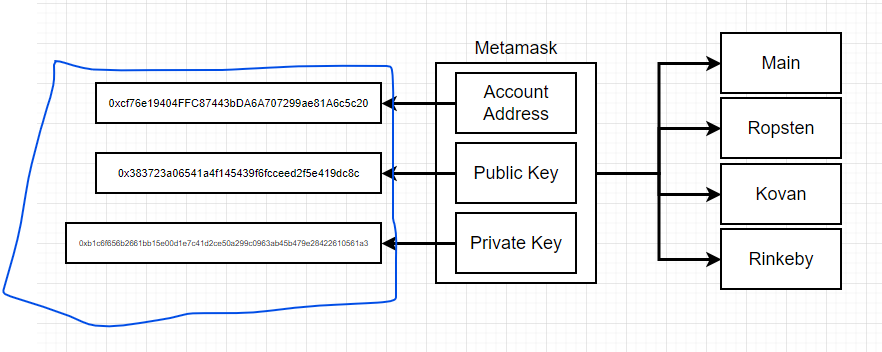 Metamask
0xcf76e19404FFC87443bDA6A707299ae81A6c5c20
Account
Address
0x383723a06541a4f145439f6fcceed2f5e419dc8c
Public Key
0xb1c6f656b2661bb15e00d1e7c41d2ce50a299c0963ab45b479e28422610561a3
Private Key
Main
Ropsten
Kovan
Rinkeby